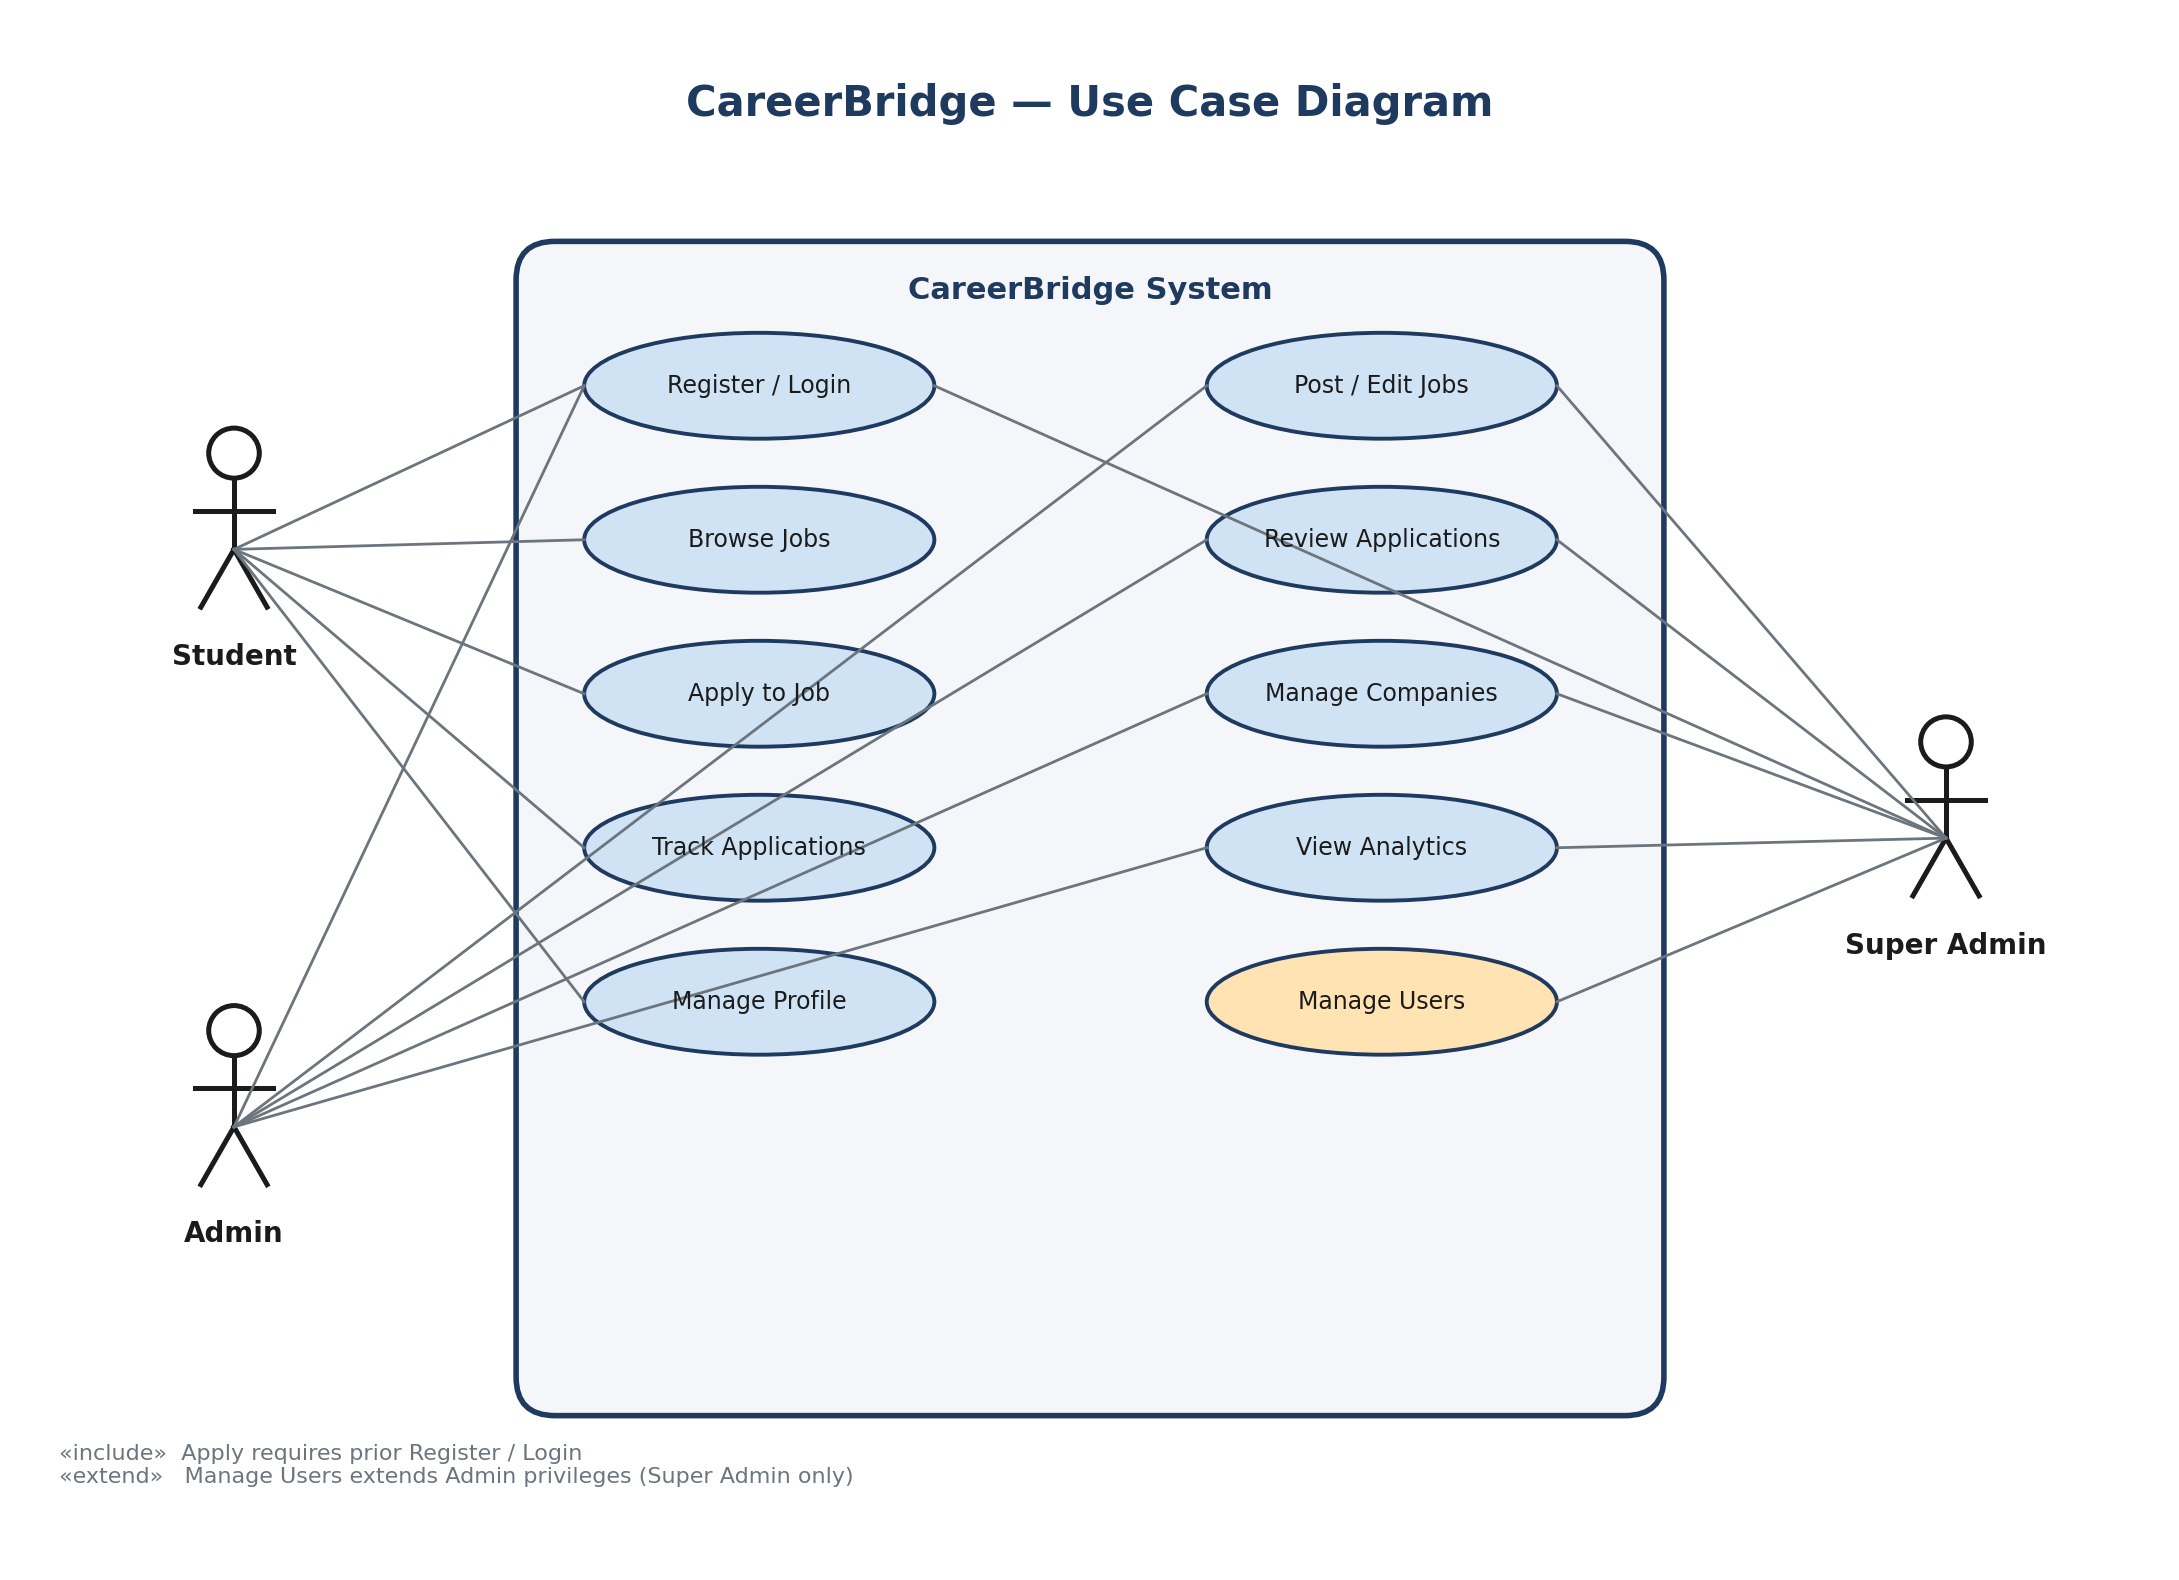 CareerBridge — Use Case Diagram
CareerBridge System
Register / Login
Post / Edit Jobs
Browse Jobs
Review Applications
Student
Apply to Job
Manage Companies
Track Applications
View Analytics
Super Admin
Manage Profile
Manage Users
Admin
«include»  Apply requires prior Register / Login
«extend»   Manage Users extends Admin privileges (Super Admin only)